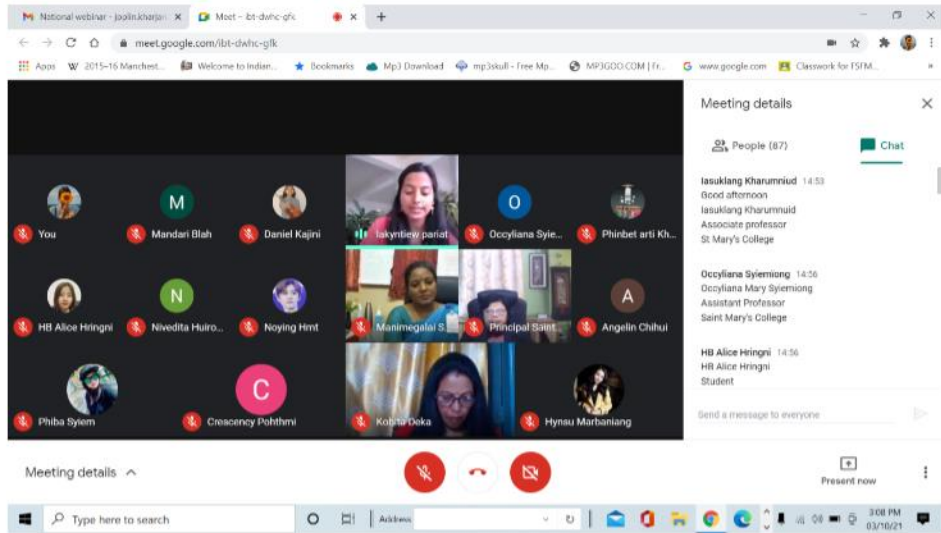 National webinar - joplin.kharjan
Meet - ibt-dwhc-gfk
meet.google.com/ibt-dwhc-gfk
Apps
2015-16 Manchest...
Welcome to Indian...
Bookmarks
Mp3 Download
mp3skull - Free Mp...
MP3GOO.COM | Fr...
www.google.com
Classwork for FSFM...
Meeting details
People (87)
Chat
M
O
You
Mandari Blah
Daniel Kajini
Iakyntiew pariat
Occyliana Syie...
Phinbet arti Kh...
N
A
HB Alice Hringni
Nivedita Huiro...
Noying Hmt
Manimegalai S...
Principal Saint...
Angelin Chihui
C
Phiba Syiem
Creacency Pohthmi
Kobita Deka
Hynsu Marbaniang
Iasuklang Kharumniud 14:53
Good afternoon
Iasuklang Kharumnuid
Associate professor
St Mary's College
Occyliana Syiemiong 14:56
Occyliana Mary Syiemiong
Assistant Professor
Saint Mary's College
HB Alice Hringni 14:56
HB Alice Hringni
Student
Send a message to everyone
Meeting details
Present now
Type here to search
Address
3:08 PM
03/10/21